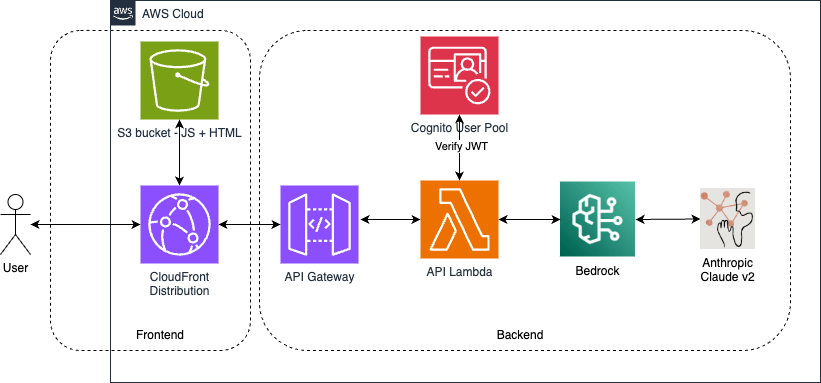 aws
AWS Cloud
S3 bucket - JS + HTML
Cognito User Pool
Verify JWT
User
CloudFront
Distribution
API Gateway
API Lambda
Bedrock
Anthropic
Claude v2
Frontend
Backend